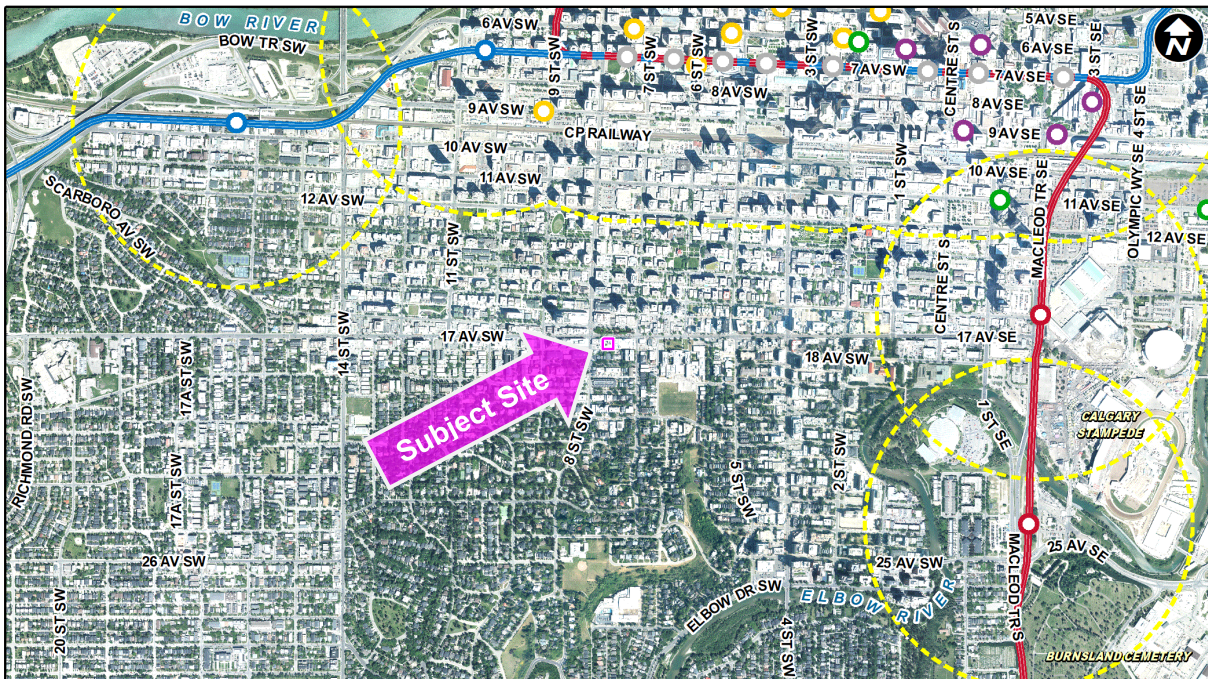 BOW RIVER
BOW TR SW
6 AV SW
9 ST SW
7 ST SW
6 ST SW
3 ST SW
CENTRE ST S
5 AV SE
6 AV SE
3 ST SE
N
7 AV SW
7 AV SE
8 AV SW
8 AV SE
4 ST SE
9 AV SW
9 AV SE
CP RAILWAY
10 AV SW
1 ST SW
10 AV SE
11 AV SW
11 AV SE
SCARBORO AV SW
12 AV SW
MACLEOD TR SE
OLYMPIC WY SE
12 AV SE
11 ST SW
CENTRE ST S
14 ST SW
17 AV SW
17 AV SE
17A ST SW
18 AV SW
Subject Site
RICHMOND RD SW
8 ST SW
1 ST SE
CALGARY
STAMPEDE
5 ST SW
2 ST SW
17A ST SW
26 AV SW
25 AV SW
25 AV SE
20 ST SW
ELBOW DR SW
ELBOW RIVER
MACLEOD TR S
4 ST SW
BURNSLAND CEMETERY